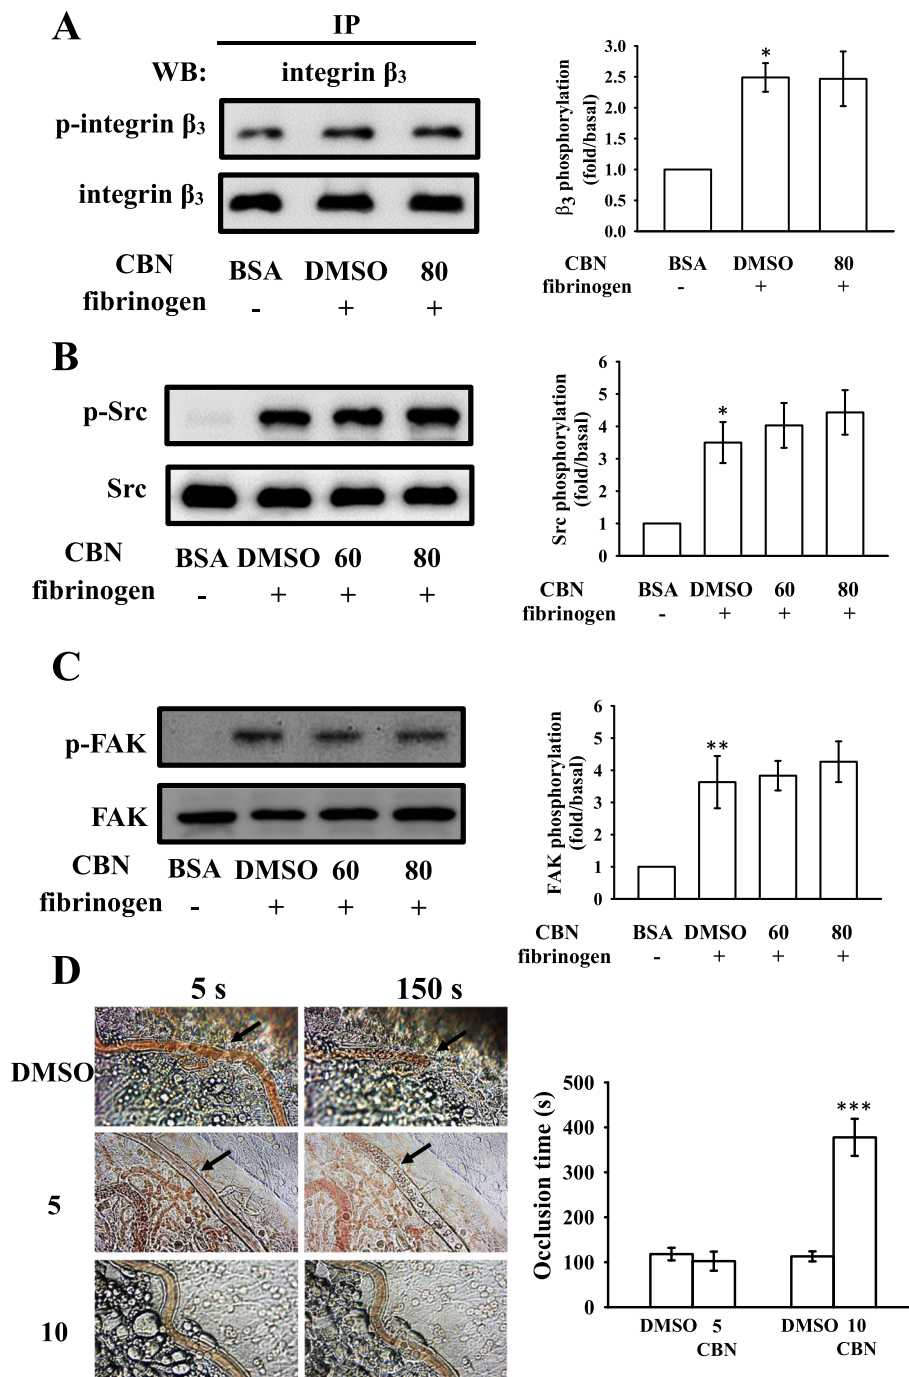 A
IP
WB: integrin β3
p-integrin β3
integrin β3
CBN BSA DMSO 80
fibrinogen - + +
β3 phosphorylation
(fold/basal)
3.0
2.5
2.0
1.5
1.0
0.5
0.0
*
CBN BSA DMSO 80
fibrinogen - + +
B
p-Src
Src
CBN BSA DMSO 60 80
fibrinogen - + + +
Src phosphorylation
(fold/basal)
6
5
4
3
2
1
0
*
CBN BSA DMSO 60 80
fibrinogen - + + +
C
p-FAK
FAK
CBN BSA DMSO 60 80
fibrinogen - + + +
FAK phosphorylation
(fold/basal)
6
5
4
3
2
1
0
**
CBN BSA DMSO 60 80
fibrinogen - + + +
D
5 s 150 s
DMSO
5
10
Occlusion time (s)
500
400
300
200
100
0
***
DMSO 5 DMSO 10
CBN CBN